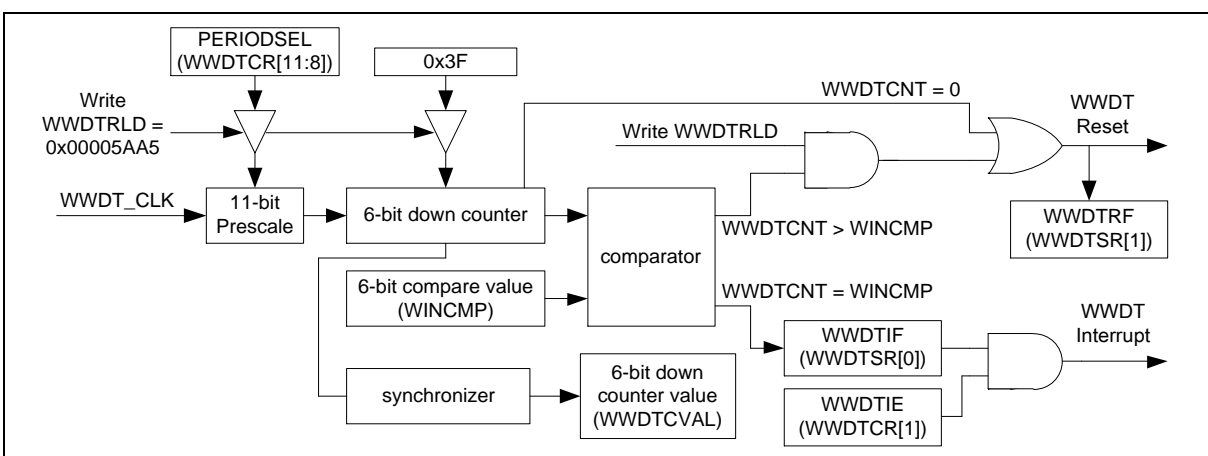 PERIODSEL
(WWDTCR[11:8])
0x3F
Write
WWDTRLD =
0x00005AA5
WWDTCNT = 0
WWDT
Reset
Write WWDTRLD
WWDT_CLK
11-bit
Prescale
6-bit down counter
WWDTCNT > WINCMP
WWDTRF
(WWDTSR[1])
comparator
6-bit compare value
(WINCMP)
WWDTCNT = WINCMP
WWDT
Interrupt
WWDTIF
(WWDTSR[0])
synchronizer
6-bit down
counter value
(WWDTCVAL)
WWDTIE
(WWDTCR[1])